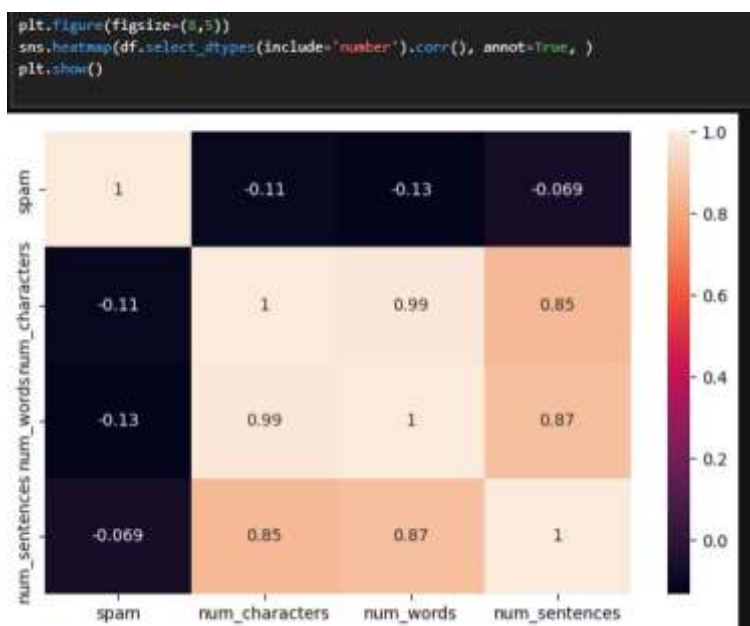 plt.figure(figsize=(8,5))
sns.heatmap(df.select_dtypes(include='number').corr(), annot=True, )
plt.show()
spam
1
-0.11
-0.13
-0.069
num_characters
-0.11
1
0.99
0.85
num_words
-0.13
0.99
1
0.87
num_sentences
-0.069
0.85
0.87
1
spam
num_characters
num_words
num_sentences
1.0
0.8
0.6
0.4
0.2
0.0